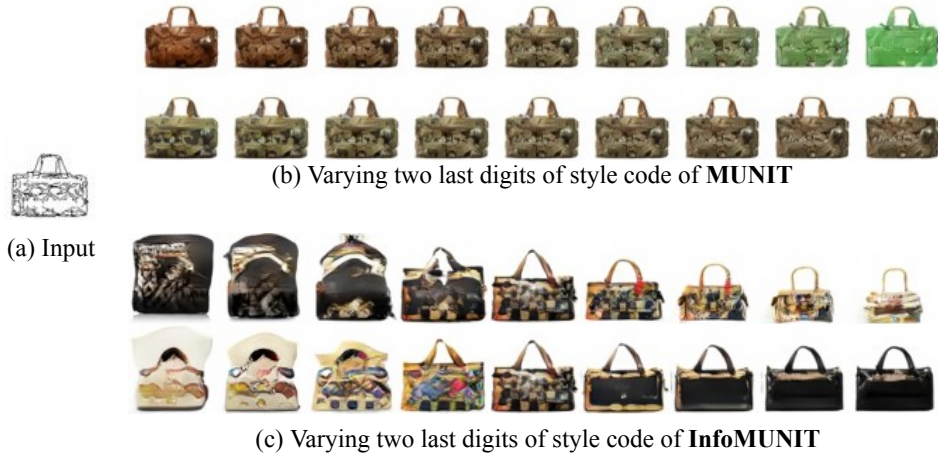 (b) Varying two last digits of style code of MUNIT
(a) Input
(c) Varying two last digits of style code of InfoMUNIT